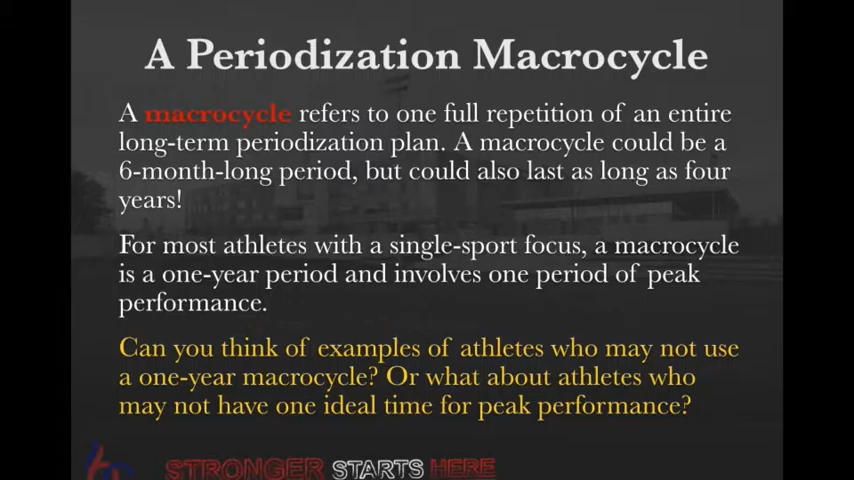 A Periodization Macrocycle
A macrocycle refers to one full repetition of an entire
long-term periodization plan. A macrocycle could be a
6-month-long period, but could also last as long as four
years!
For most athletes with a single-sport focus, a macrocycle
is a one-year period and involves one period of peak
performance.
Can you think of examples of athletes who may not use
a one-year macrocycle? Or what about athletes who
may not have one ideal time for peak performance?
STRONGER STARTS HERE